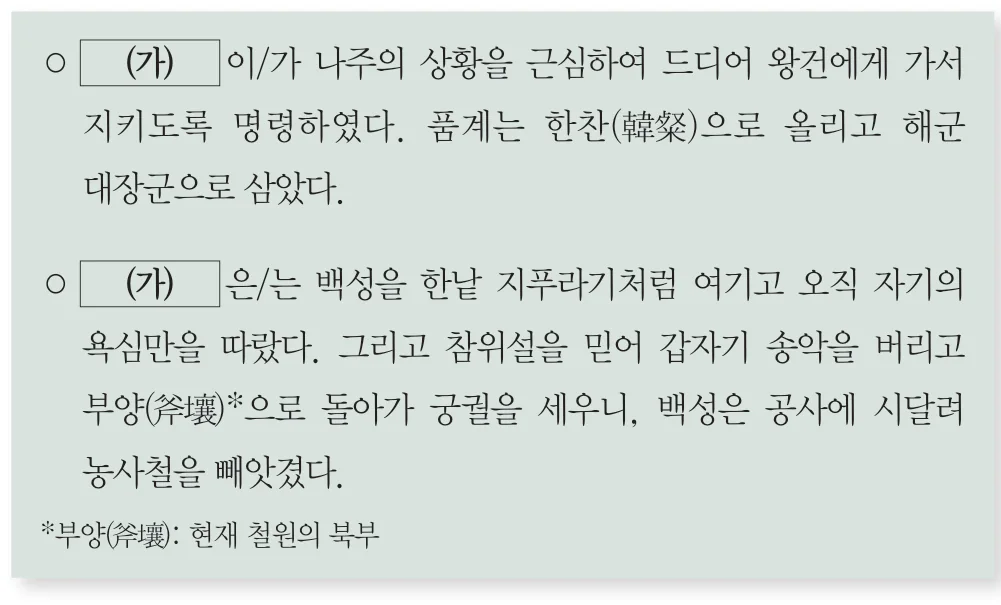 ○ (가) 이/가 나주의 상황을 근심하여 드디어 왕건에게 가서
지키도록 명령하였다. 품계는 한찬(韓粲)으로 올리고 해군
대장군으로 삼았다.
○ (가) 은/는 백성을 한낱 지푸라기처럼 여기고 오직 자기의
욕심만을 따랐다. 그리고 참위설을 믿어 갑자기 송악을 버리고
부양(斧壤)*으로 돌아가 궁궐을 세우니, 백성은 공사에 시달려
농사철을 빼앗겼다.
*부양(斧壤): 현재 철원의 북부